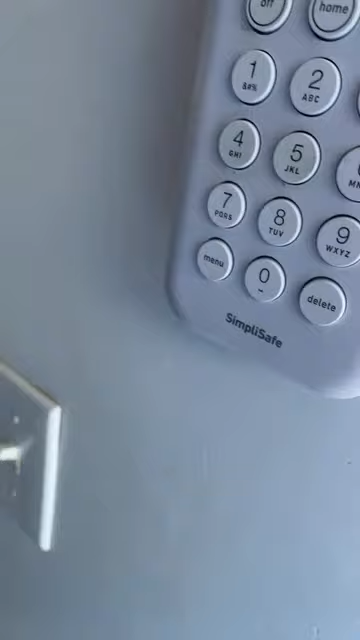 off home
1 2
&#% ABC
4 5
GHI JKL MN
7 8 9
PQRS TUV WXYZ
menu 0 delete
SimpliSafe